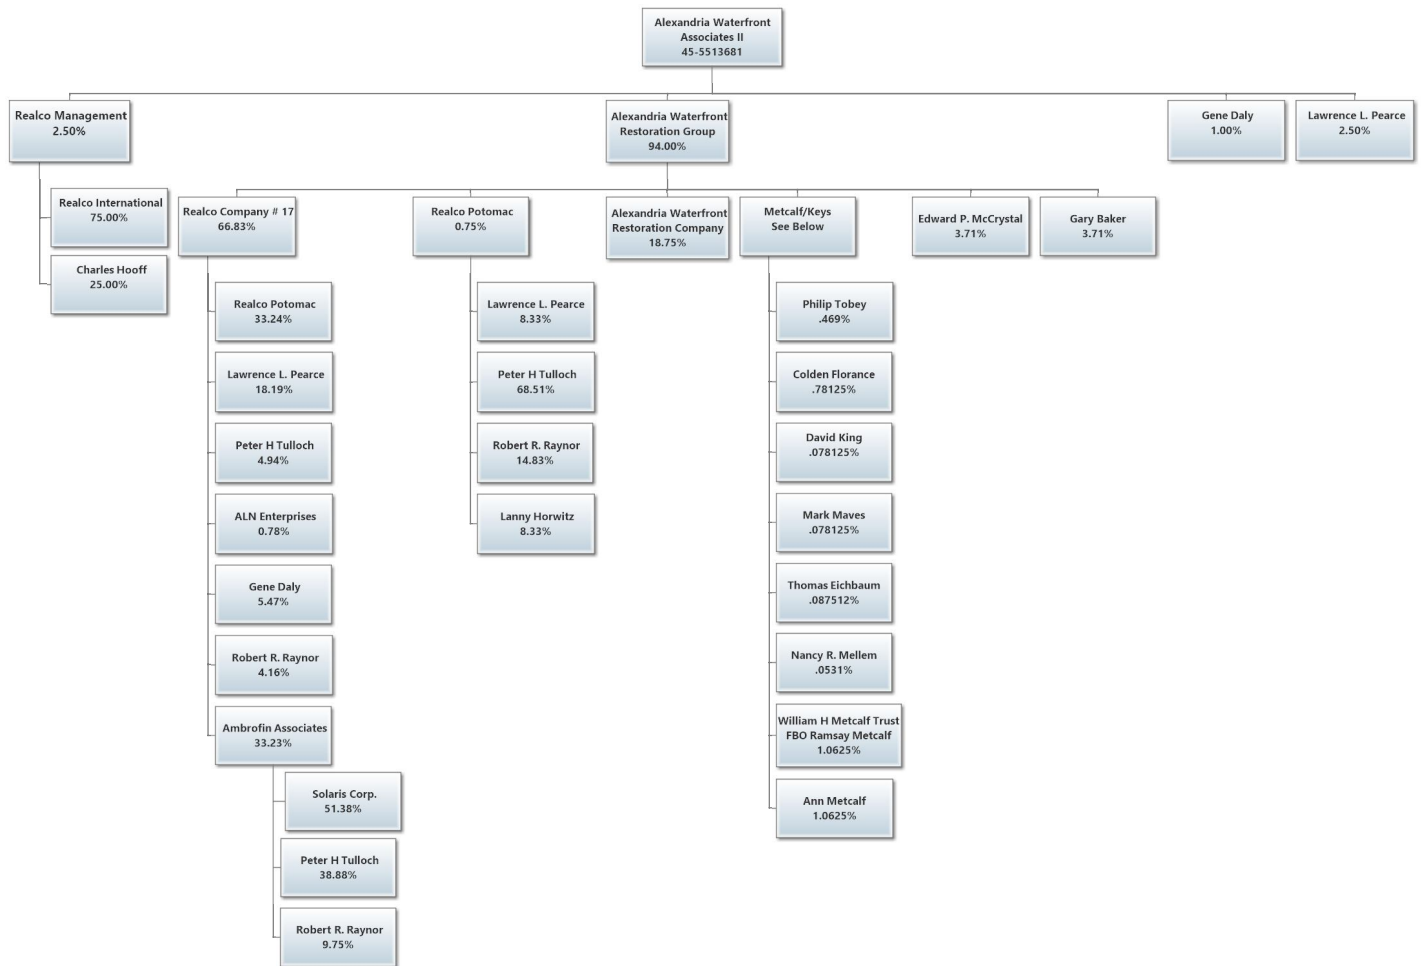 Alexandria Waterfront
Associates II
45-5513681
Realco Management
2.50%
Alexandria Waterfront
Restoration Group
94.00%
Gene Daly
1.00%
Lawrence L. Pearce
2.50%
Realco International
75.00%
Charles Hooff
25.00%
Realco Company # 17
66.83%
Realco Potomac
0.75%
Alexandria Waterfront
Restoration Company
18.75%
Metcalf/Keys
See Below
Edward P. McCrystal
3.71%
Gary Baker
3.71%
Realco Potomac
33.24%
Lawrence L. Pearce
18.19%
Peter H Tulloch
4.94%
ALN Enterprises
0.78%
Gene Daly
5.47%
Robert R. Raynor
4.16%
Ambrofin Associates
33.23%
Solaris Corp.
51.38%
Peter H Tulloch
38.88%
Robert R. Raynor
9.75%
Lawrence L. Pearce
8.33%
Peter H Tulloch
68.51%
Robert R. Raynor
14.83%
Lanny Horwitz
8.33%
Philip Tobey
.469%
Colden Florance
.78125%
David King
.078125%
Mark Maves
.078125%
Thomas Eichbaum
.087512%
Nancy R. Mellem
.0531%
William H Metcalf Trust
FBO Ramsay Metcalf
1.0625%
Ann Metcalf
1.0625%